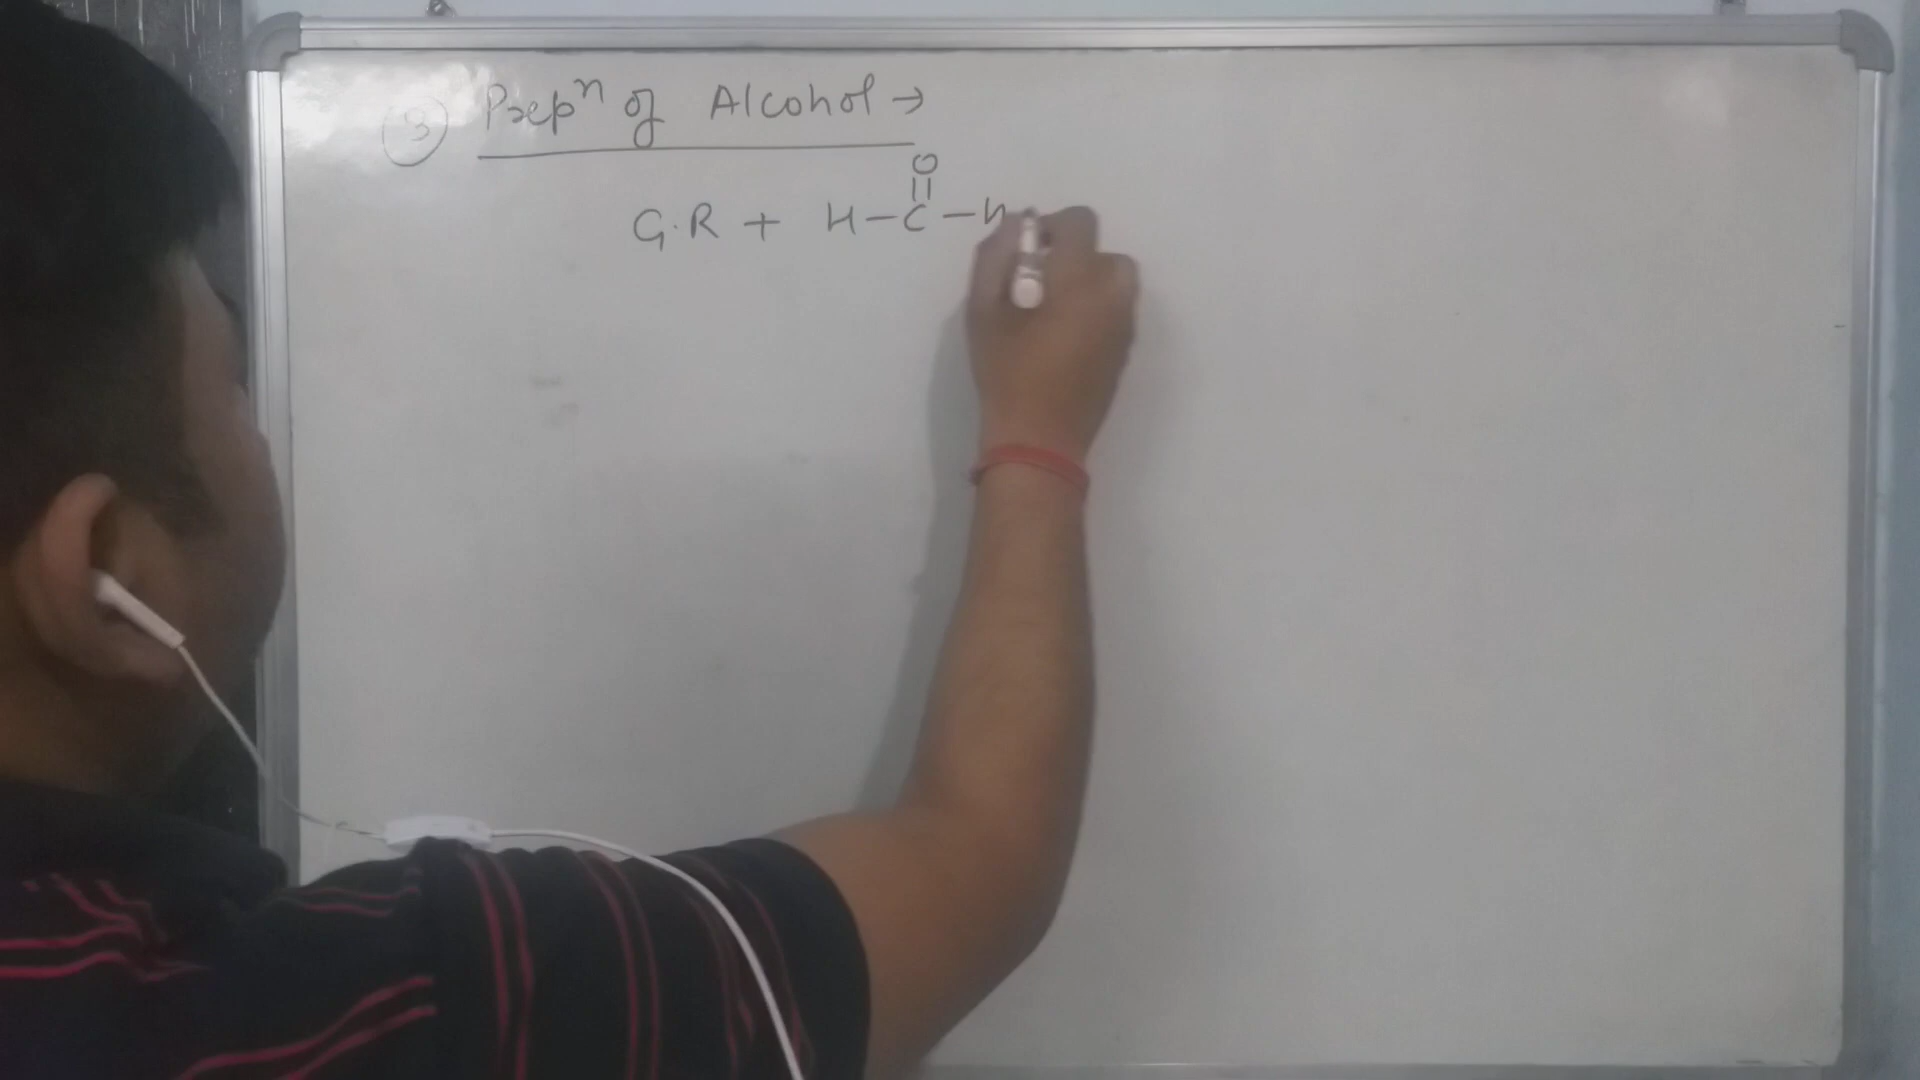 ③ Prepⁿ of Alcohol →
O
||
G.R + H-C-H